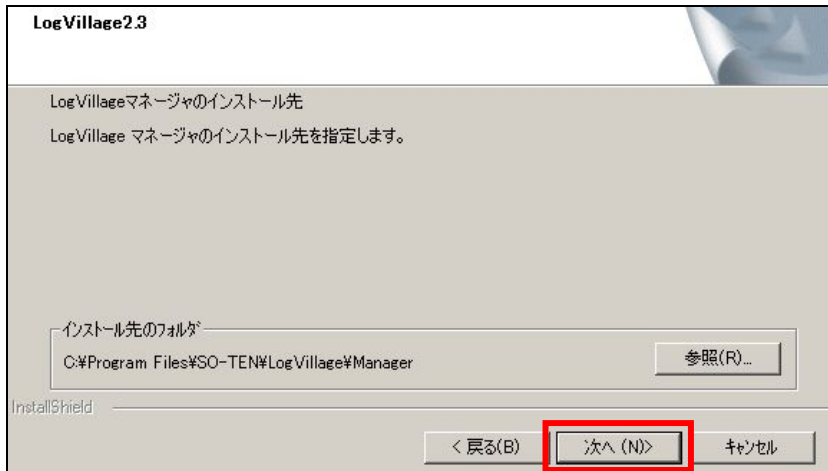 LogVillage2.3
LogVillageマネージャのインストール先
LogVillage マネージャのインストール先を指定します。
インストール先のフォルダ
C:¥Program Files¥SO-TEN¥LogVillage¥Manager
参照(R)...
InstallShield
< 戻る(B)
次へ (N)>
キャンセル